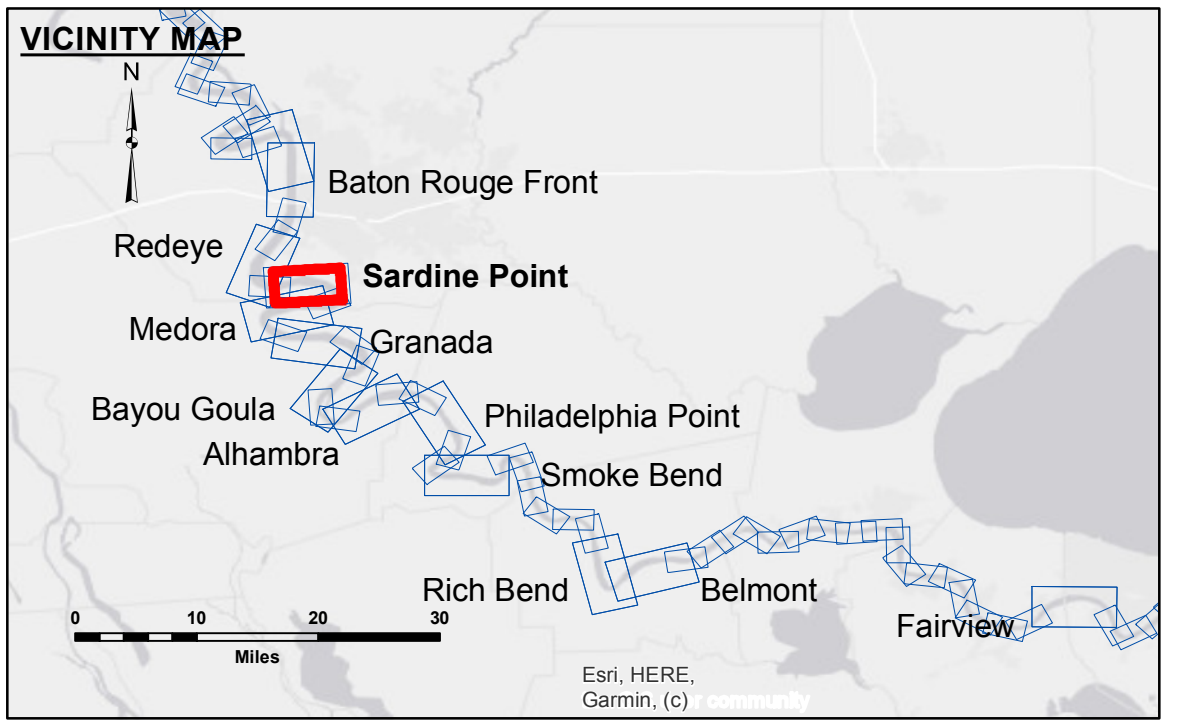 VICINITY MAP
N
Baton Rouge Front
Redeye
Sardine Point
Medora
Granada
Bayou Goula
Philadelphia Point
Alhambra
Smoke Bend
Rich Bend
Belmont
Fairview
0 10 20 30
Miles
Esri, HERE,
Garmin, (c)
r community